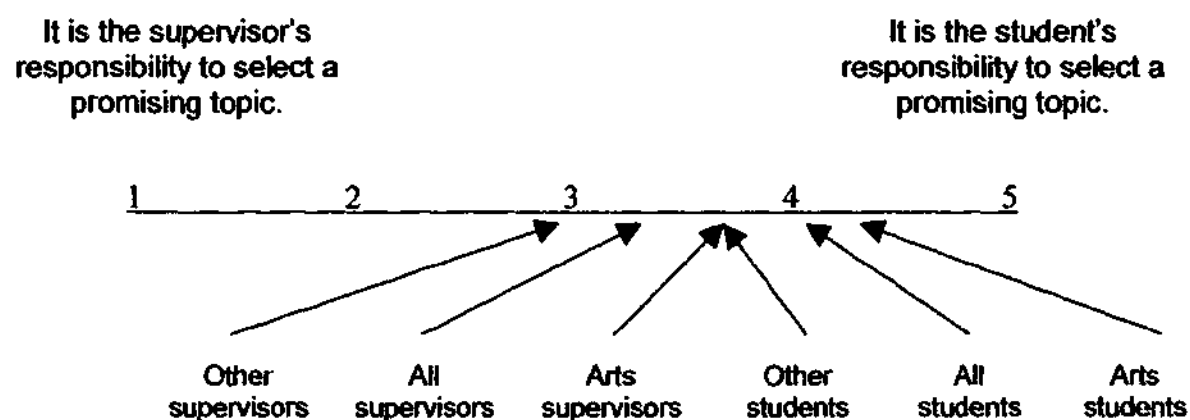 It is the supervisor's
responsibility to select a
promising topic.
It is the student's
responsibility to select a
promising topic.
1 2 3 4 5
Other
supervisors
All
supervisors
Arts
supervisors
Other
students
All
students
Arts
students